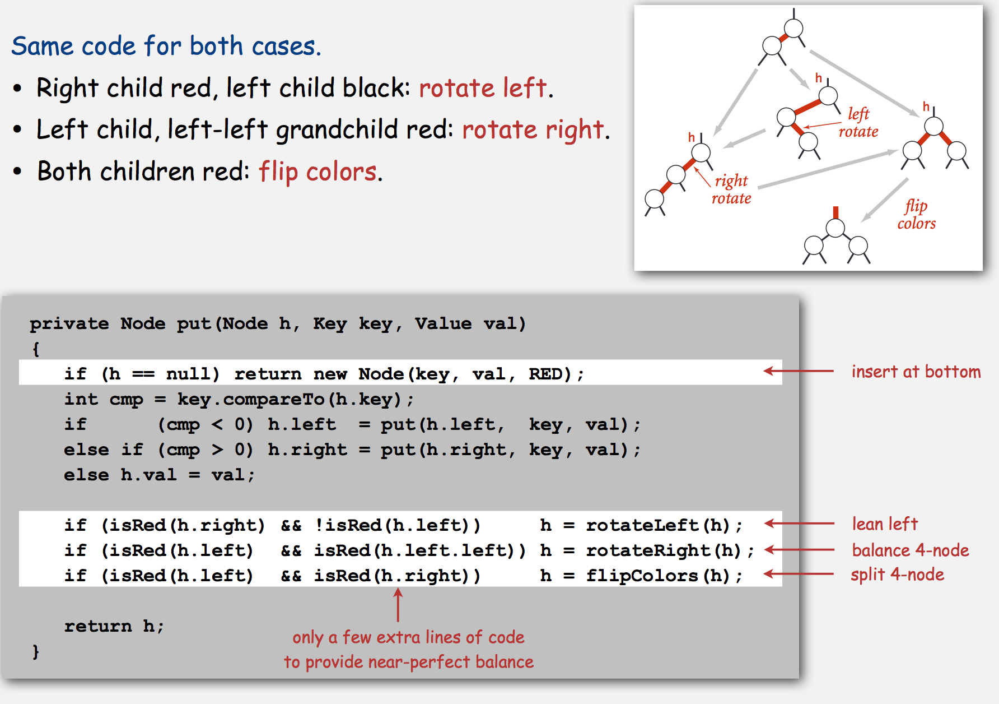 Same code for both cases.
• Right child red, left child black: rotate left.
• Left child, left-left grandchild red: rotate right.
• Both children red: flip colors.
h
left
rotate
h
h
right
rotate
flip
colors
private Node put(Node h, Key key, Value val)
{
if (h == null) return new Node(key, val, RED);
insert at bottom
int cmp = key.compareTo(h.key);
if (cmp < 0) h.left = put(h.left, key, val);
else if (cmp > 0) h.right = put(h.right, key, val);
else h.val = val;
if (isRed(h.right) && !isRed(h.left)) h = rotateLeft(h);
lean left
if (isRed(h.left) && isRed(h.left.left)) h = rotateRight(h);
balance 4-node
if (isRed(h.left) && isRed(h.right)) h = flipColors(h);
split 4-node
return h;
only a few extra lines of code
to provide near-perfect balance
}